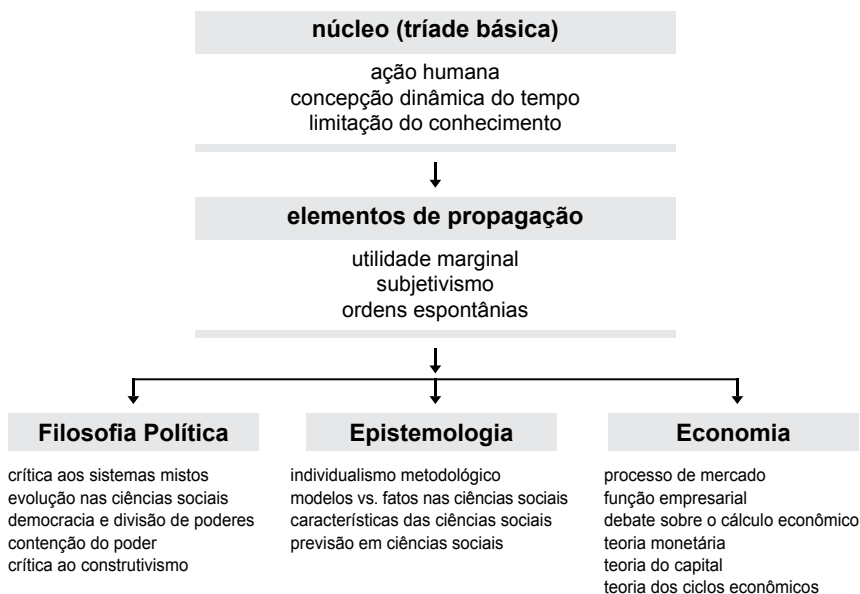 núcleo (tríade básica)
ação humana
concepção dinâmica do tempo
limitação do conhecimento
elementos de propagação
utilidade marginal
subjetivismo
ordens espontânias
Filosofia Política
crítica aos sistemas mistos
evolução nas ciências sociais
democracia e divisão de poderes
contenção do poder
crítica ao construtivismo
Epistemologia
individualismo metodológico
modelos vs. fatos nas ciências sociais
características das ciências sociais
previsão em ciências sociais
Economia
processo de mercado
função empresarial
debate sobre o cálculo econômico
teoria monetária
teoria do capital
teoria dos ciclos econômicos